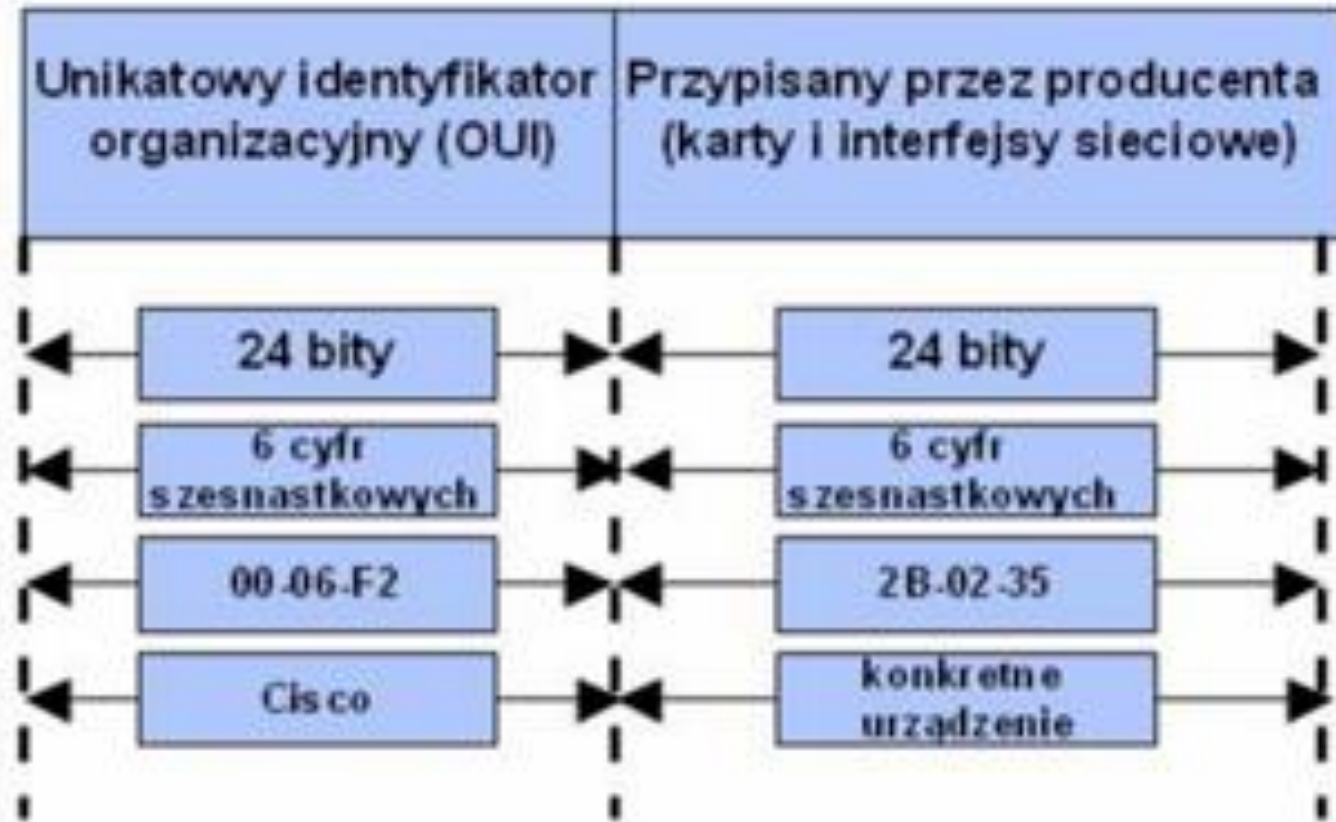 Unikatowy identyfikator
organizacyjny (OUI)
Przypisany przez producenta
(karty i interfejsy sieciowe)
24 bity
24 bity
6 cyfr
szesnastkowych
6 cyfr
szesnastkowych
00-06-F2
2B-02-35
Cisco
konkretne
urządzenie